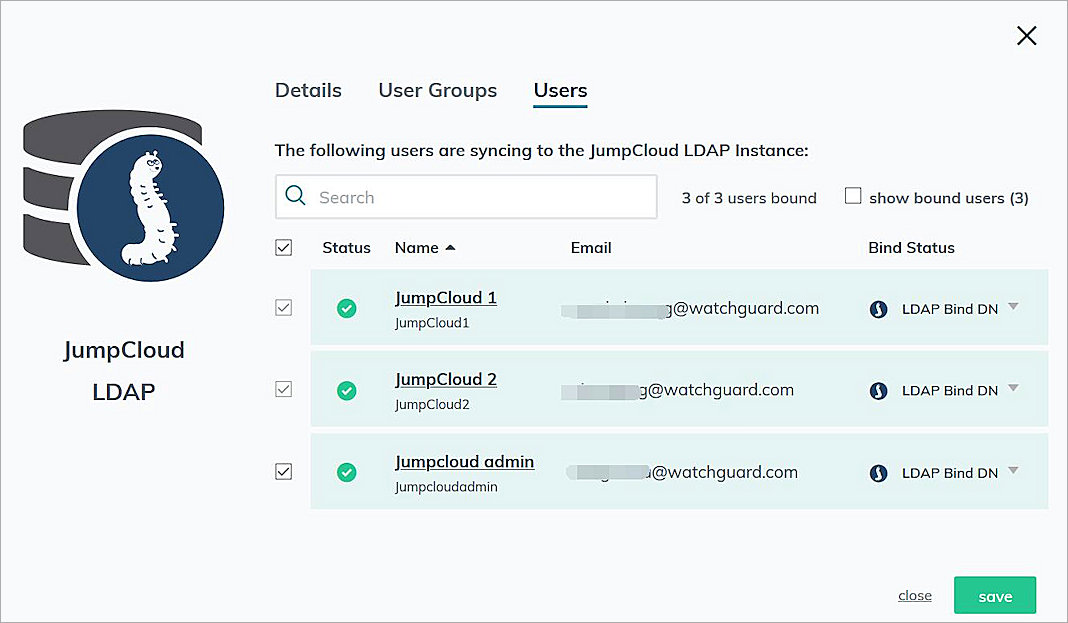 Details User Groups Users
The following users are syncing to the JumpCloud LDAP Instance:
Search 3 of 3 users bound show bound users (3)
Status Name Email Bind Status
JumpCloud 1
JumpCloud1
@watchguard.com LDAP Bind DN
JumpCloud
LDAP
JumpCloud 2
JumpCloud2
@watchguard.com LDAP Bind DN
Jumpcloud admin
Jumpcloudadmin
@watchguard.com LDAP Bind DN
close save